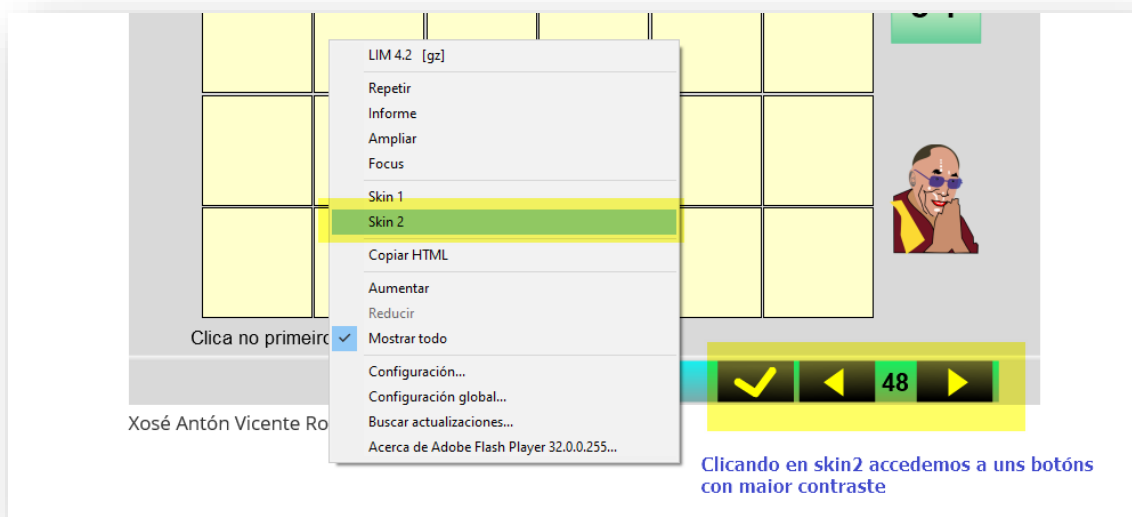 LIM 4.2 [gz]
Repetir
Informe
Ampliar
Focus
Skin 1
Skin 2
Copiar HTML
Aumentar
Reducir
Clica no primeiro
Mostrar todo
Configuración...
Configuración global...
48
Xosé Antón Vicente Ro
Buscar actualizaciones...
Acerca de Adobe Flash Player 32.0.0.255...
Clicando en skin2 accedemos a uns botóns
con maior contraste